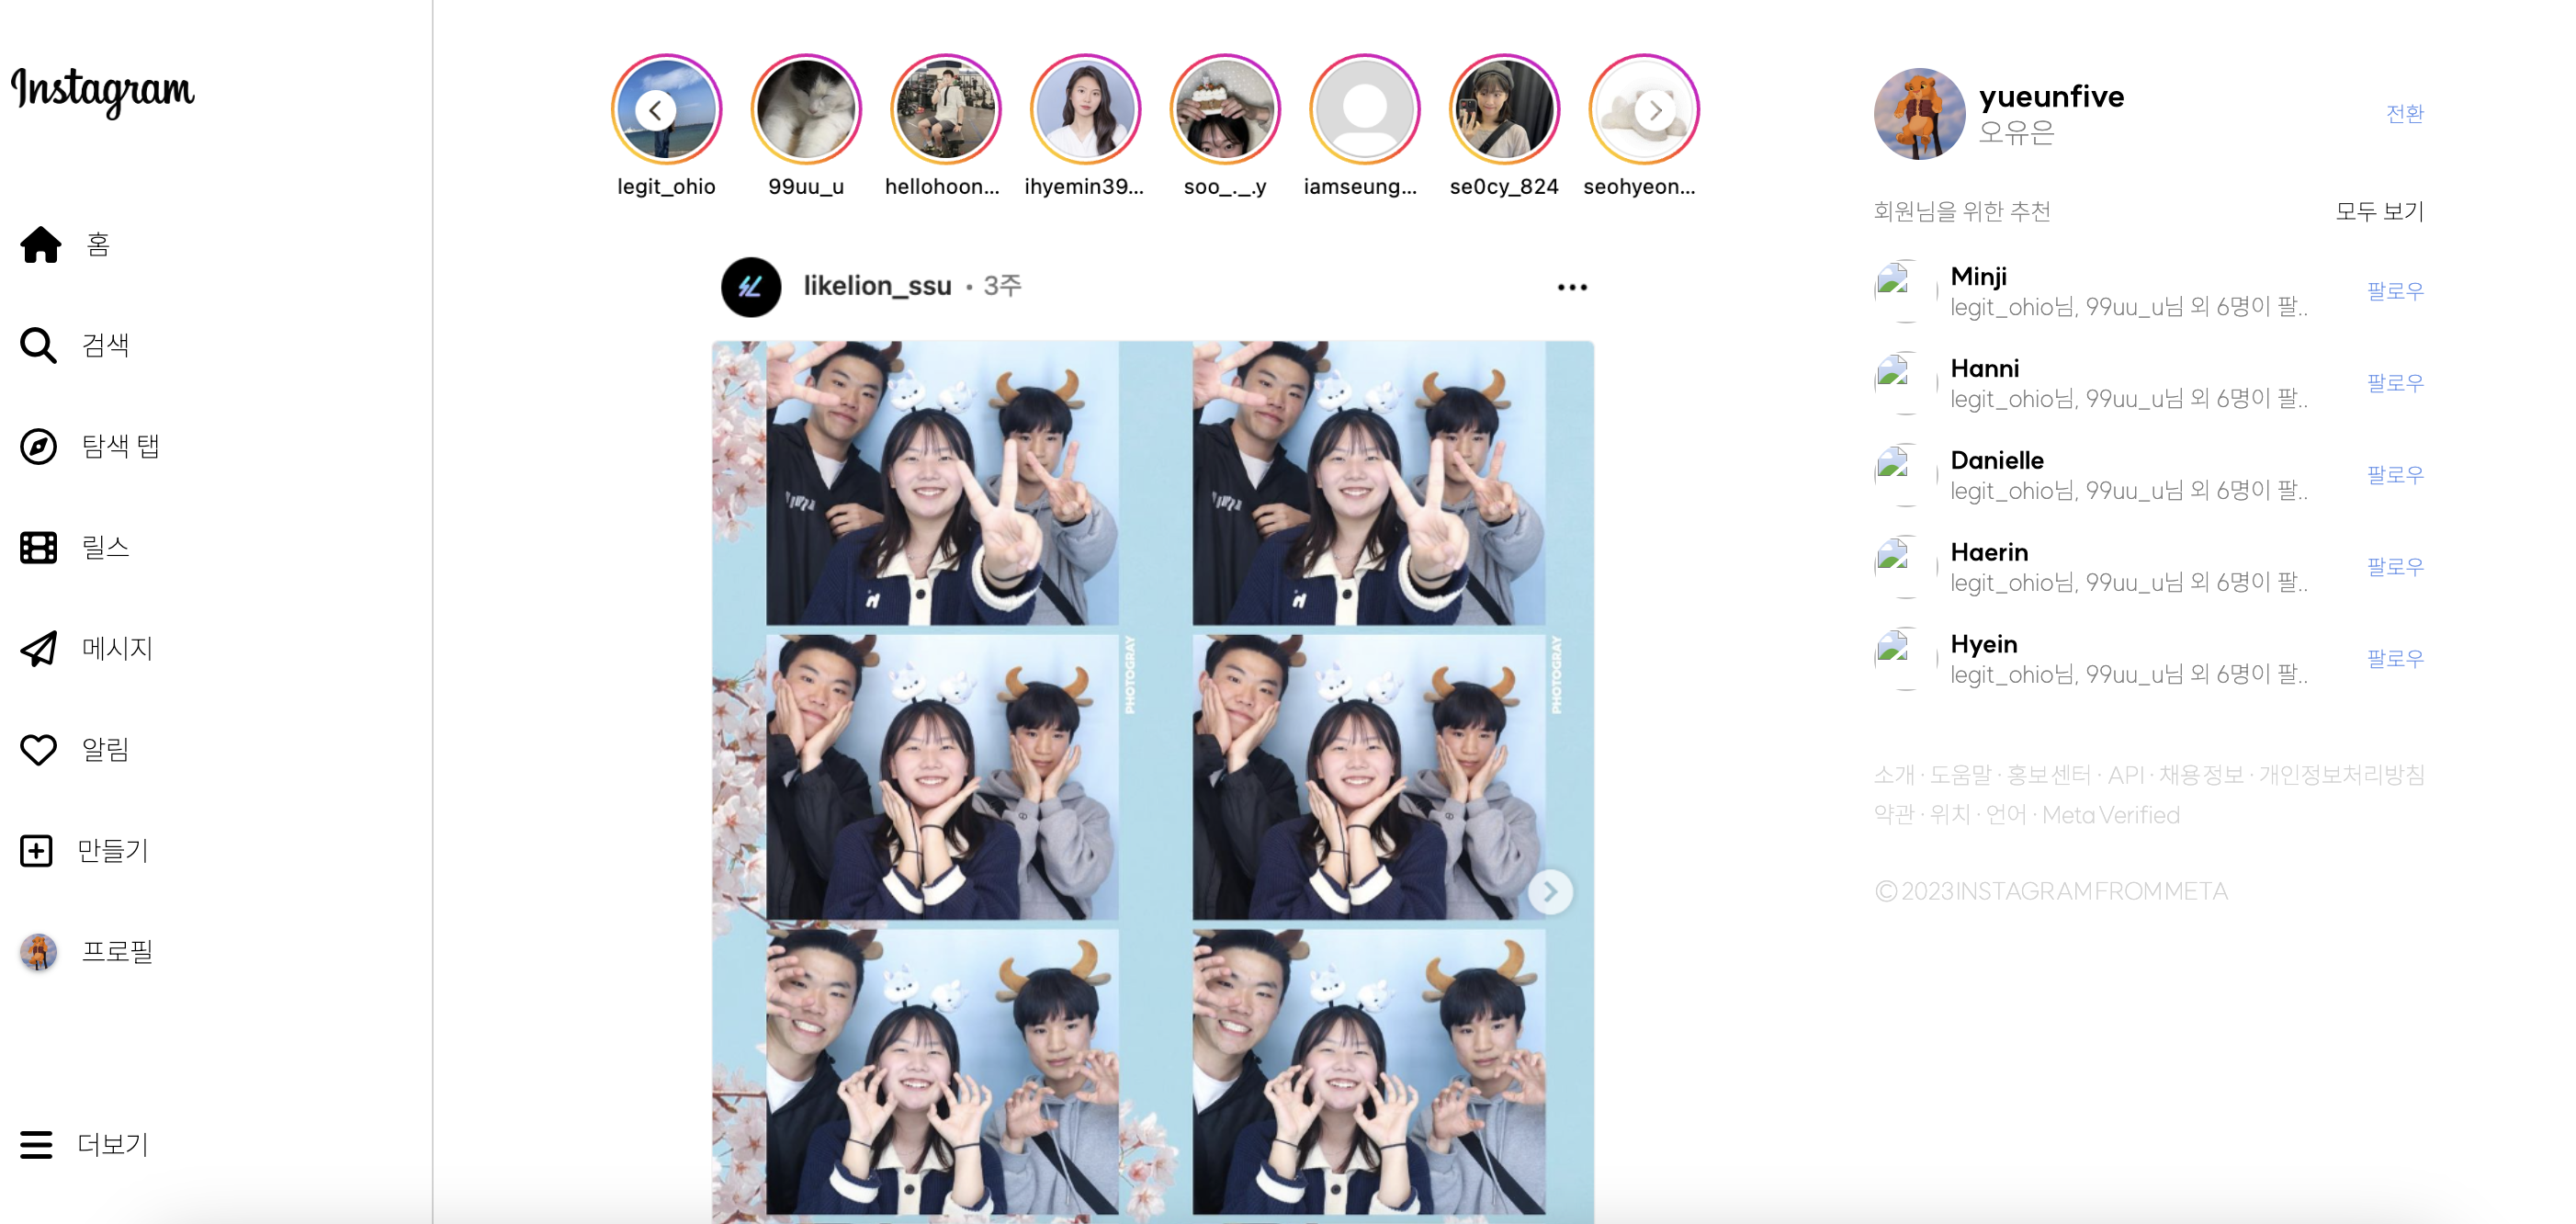 Instagram
홈
검색
탐색 탭
릴스
메시지
알림
만들기
프로필
더보기
legit_ohio
99uu_u
hellohoon...
ihyemin39...
soo_._.y
iamseung...
se0cy_824
seohyeon...
likelion_ssu • 3주
PHOTOGRAY
PHOTOGRAY
yueunfive
오유은
전환
회원님을 위한 추천
모두 보기
Minji
legit_ohio님, 99uu_u님 외 6명이 팔..
팔로우
Hanni
legit_ohio님, 99uu_u님 외 6명이 팔..
팔로우
Danielle
legit_ohio님, 99uu_u님 외 6명이 팔..
팔로우
Haerin
legit_ohio님, 99uu_u님 외 6명이 팔..
팔로우
Hyein
legit_ohio님, 99uu_u님 외 6명이 팔..
팔로우
소개 · 도움말 · 홍보 센터 · API · 채용 정보 · 개인정보처리방침
약관 · 위치 · 언어 · Meta Verified
© 2023 INSTAGRAM FROM META